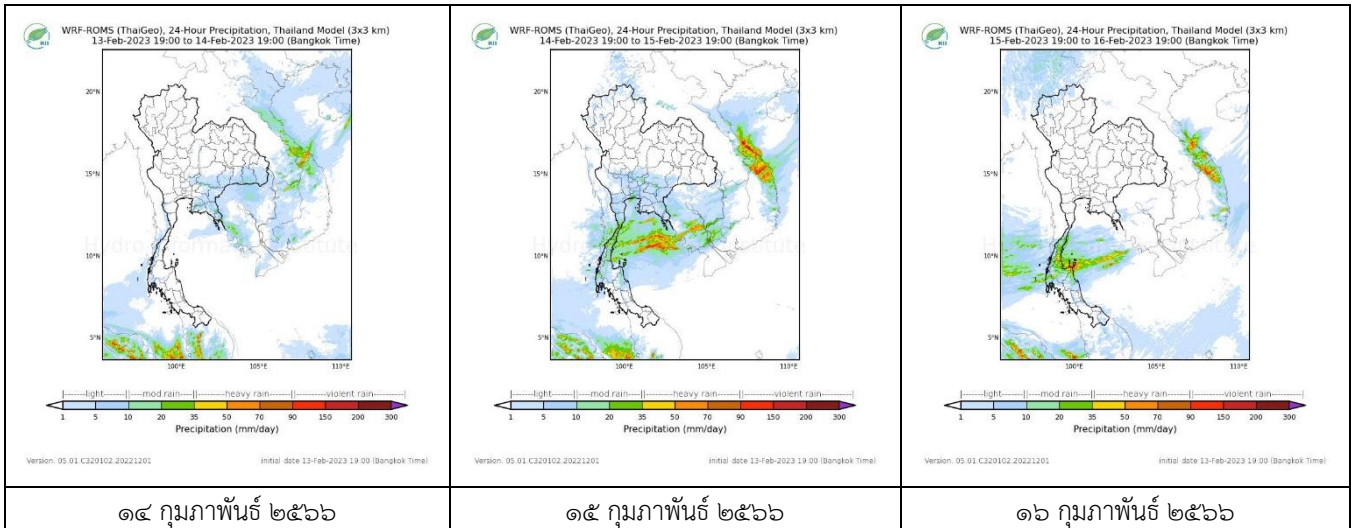 WRF-ROMS (ThaiGeo), 24-Hour Precipitation, Thailand Model (3x3 km)
13-Feb-2023 19:00 to 14-Feb-2023 19:00 (Bangkok Time)
HII
20°N
15°N
10°N
5°N
100°E 105°E 110°E
Hydro Informatics Institute
light mod rain heavy rain violent rain
1 5 10 20 35 50 70 90 150 200 300
Precipitation (mm/day)
Version: 05.01.C320102.20221201 initial date 13-Feb-2023 19:00 (Bangkok Time)
๑๔ กุมภาพันธ์ ๒๕๖๖
WRF-ROMS (ThaiGeo), 24-Hour Precipitation, Thailand Model (3x3 km)
14-Feb-2023 19:00 to 15-Feb-2023 19:00 (Bangkok Time)
HII
20°N
15°N
10°N
5°N
100°E 105°E 110°E
Hydro Informatics Institute
light mod rain heavy rain violent rain
1 5 10 20 35 50 70 90 150 200 300
Precipitation (mm/day)
Version: 05.01.C320102.20221201 initial date 13-Feb-2023 19:00 (Bangkok Time)
๑๕ กุมภาพันธ์ ๒๕๖๖
WRF-ROMS (ThaiGeo), 24-Hour Precipitation, Thailand Model (3x3 km)
15-Feb-2023 19:00 to 16-Feb-2023 19:00 (Bangkok Time)
HII
20°N
15°N
10°N
5°N
100°E 105°E 110°E
Hydro Informatics Institute
light mod rain heavy rain violent rain
1 5 10 20 35 50 70 90 150 200 300
Precipitation (mm/day)
Version: 05.01.C320102.20221201 initial date 13-Feb-2023 19:00 (Bangkok Time)
๑๖ กุมภาพันธ์ ๒๕๖๖